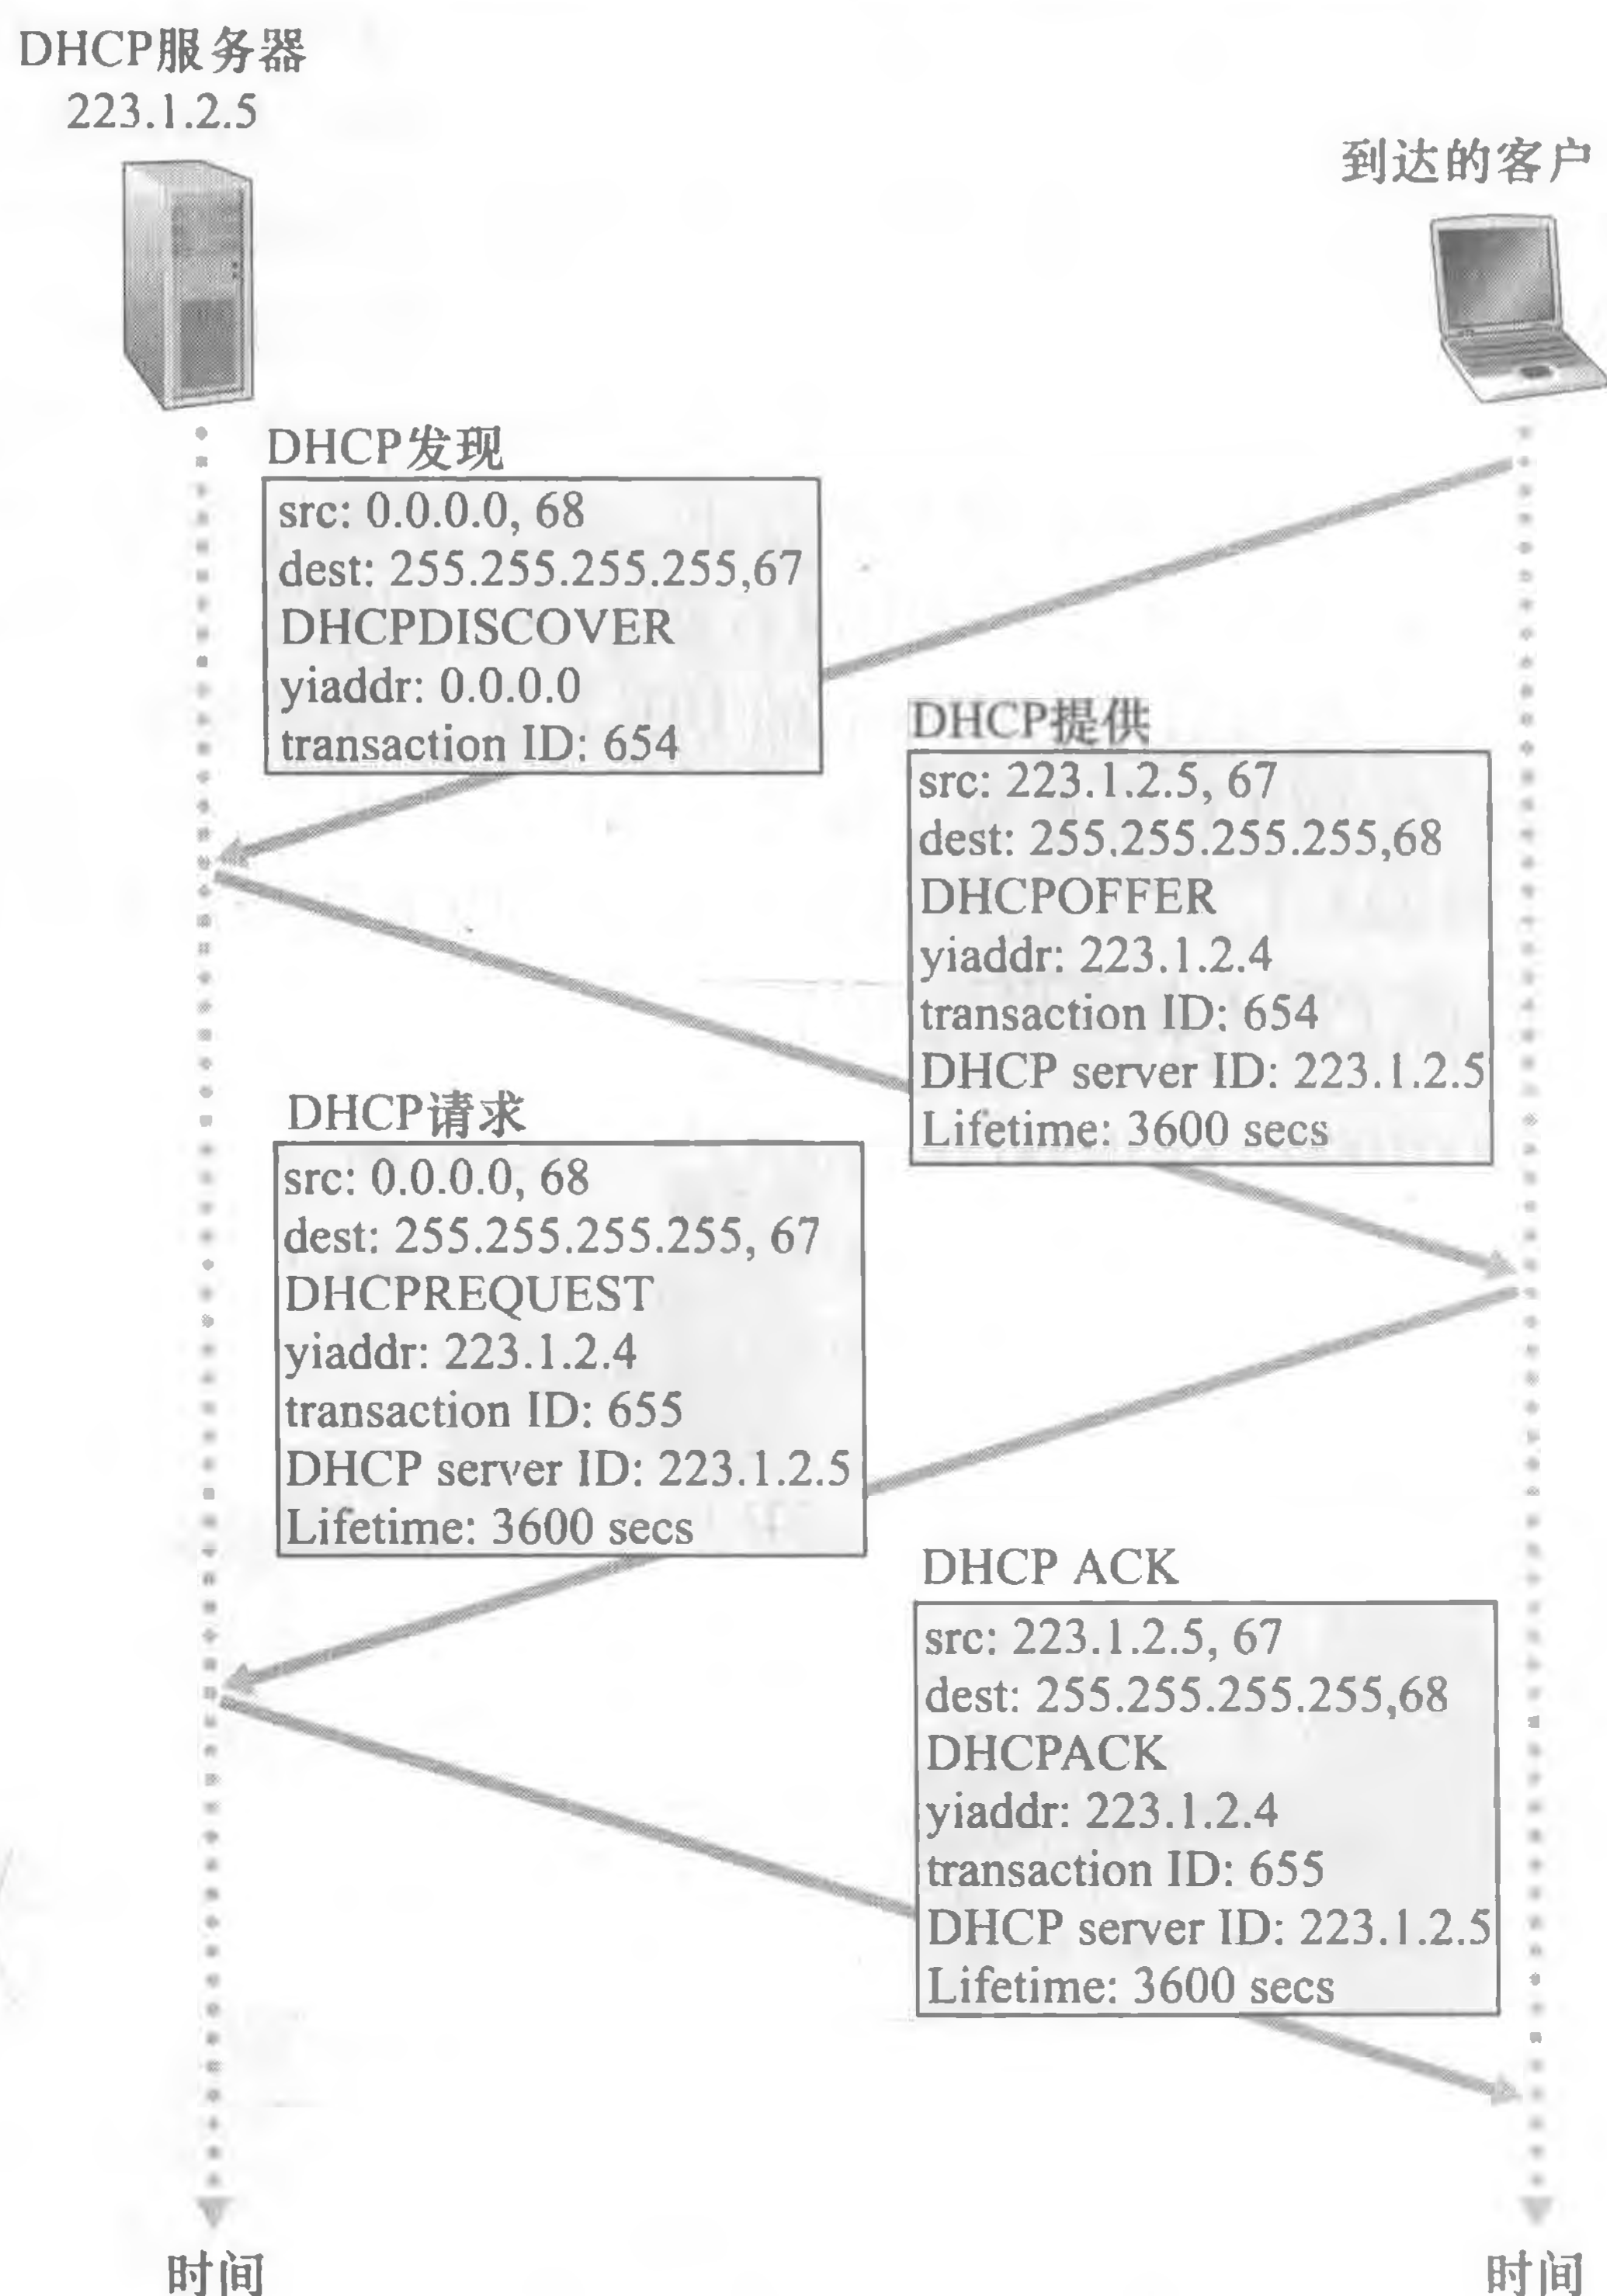 DHCP服务器
223.1.2.5
到达的客户
DHCP发现
src: 0.0.0.0, 68
dest: 255.255.255.255,67
DHCPDISCOVER
yiaddr: 0.0.0.0
transaction ID: 654
DHCP提供
src: 223.1.2.5, 67
dest: 255.255.255.255,68
DHCPOFFER
yiaddr: 223.1.2.4
transaction ID: 654
DHCP server ID: 223.1.2.5
Lifetime: 3600 secs
DHCP请求
src: 0.0.0.0, 68
dest: 255.255.255.255, 67
DHCPREQUEST
yiaddr: 223.1.2.4
transaction ID: 655
DHCP server ID: 223.1.2.5
Lifetime: 3600 secs
DHCP ACK
src: 223.1.2.5, 67
dest: 255.255.255.255,68
DHCPACK
yiaddr: 223.1.2.4
transaction ID: 655
DHCP server ID: 223.1.2.5
Lifetime: 3600 secs
时间
时间